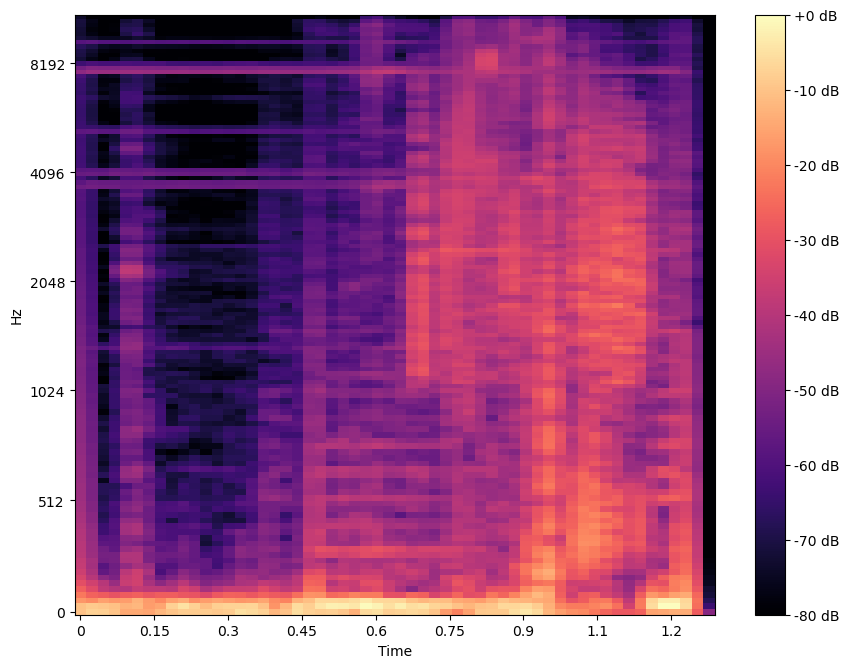 +0 dB
8192
-10 dB
4096
-20 dB
-30 dB
2048
Hz
-40 dB
1024
-50 dB
-60 dB
512
-70 dB
0
-80 dB
0 0.15 0.3 0.45 0.6 0.75 0.9 1.1 1.2
Time